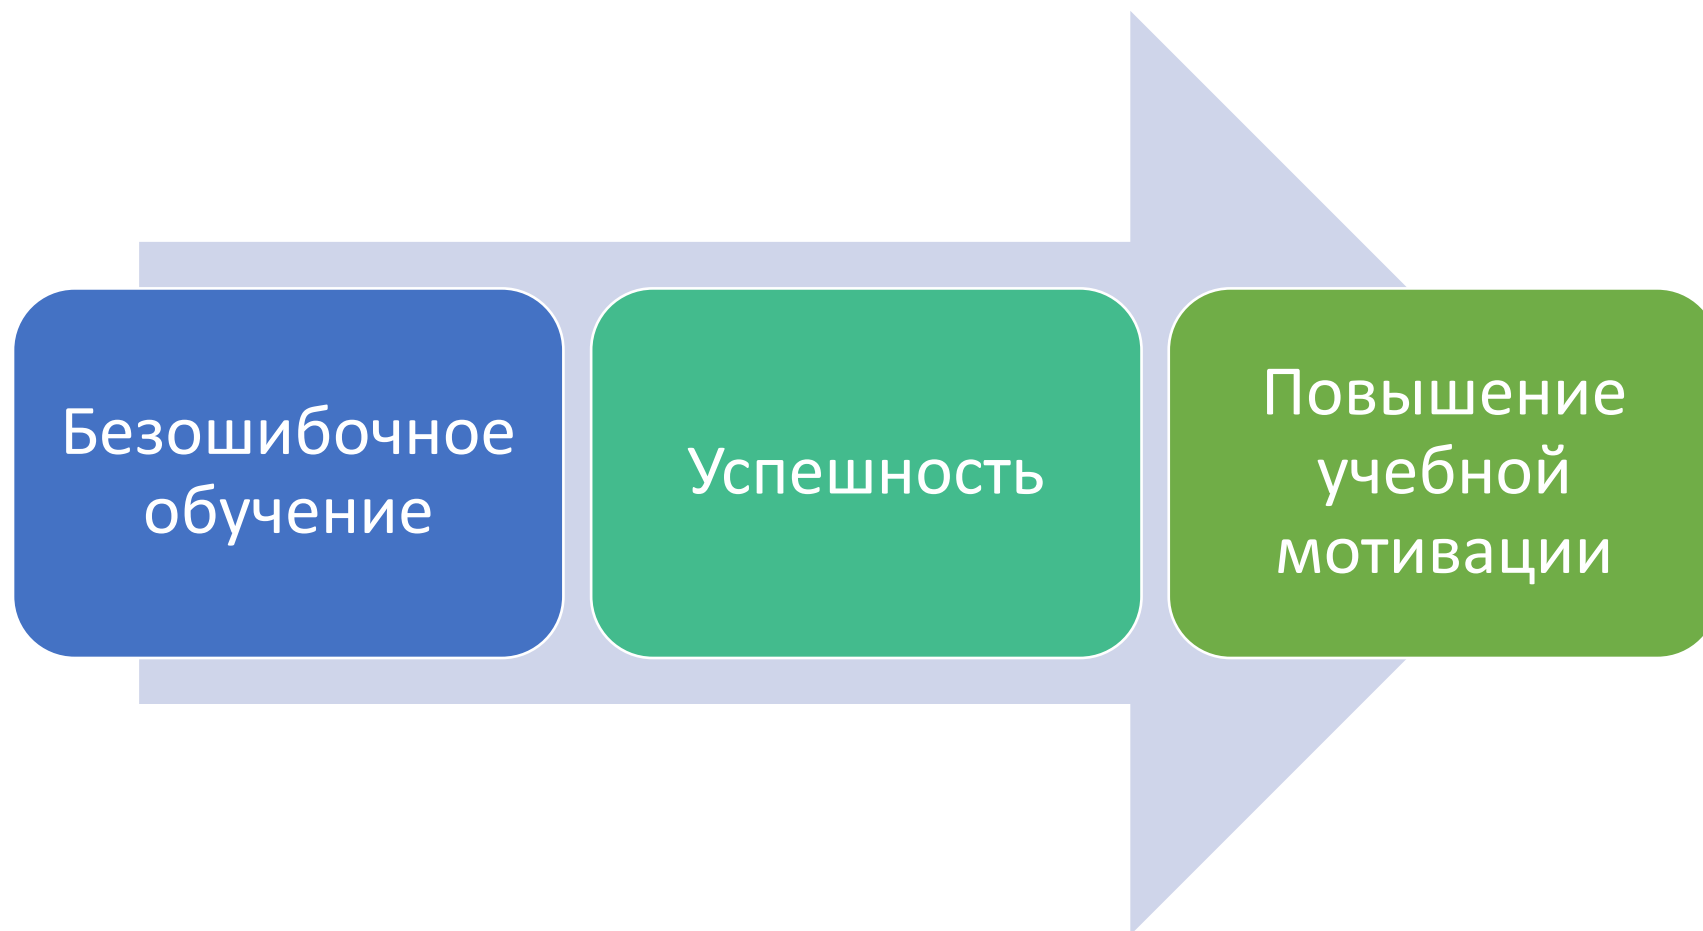 Безошибочное
обучение
Успешность
Повышение
учебной
мотивации